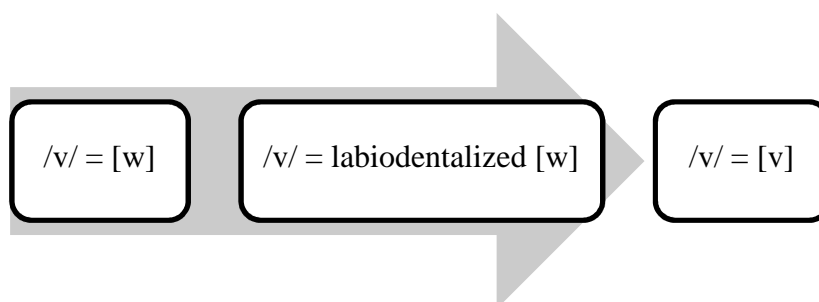 /v/ = [w]
/v/ = labiodentalized [w]
/v/ = [v]